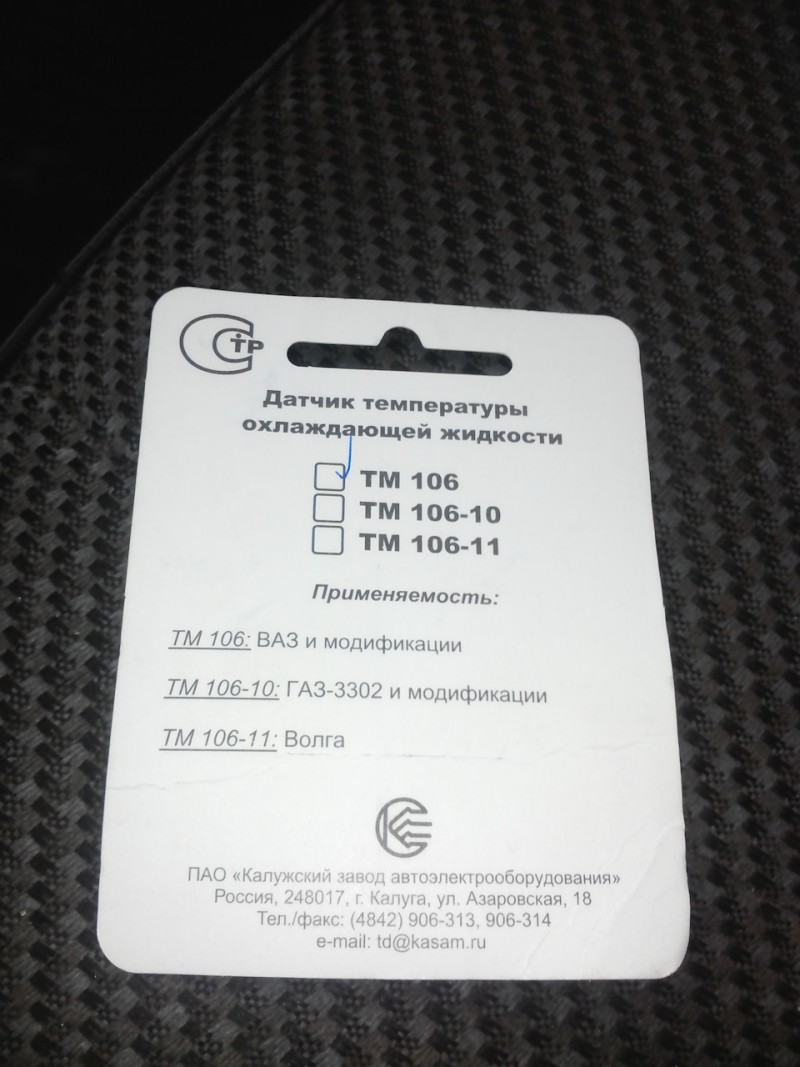 СТР
Датчик температуры
охлаждающей жидкости
ТМ 106
ТМ 106-10
ТМ 106-11
Применяемость:
ТМ 106: ВАЗ и модификации
ТМ 106-10: ГАЗ-3302 и модификации
ТМ 106-11: Волга
ПАО «Калужский завод автоэлектрооборудования»
Россия, 248017, г. Калуга, ул. Азаровская, 18
Тел./факс: (4842) 906-313, 906-314
e-mail: td@kasam.ru